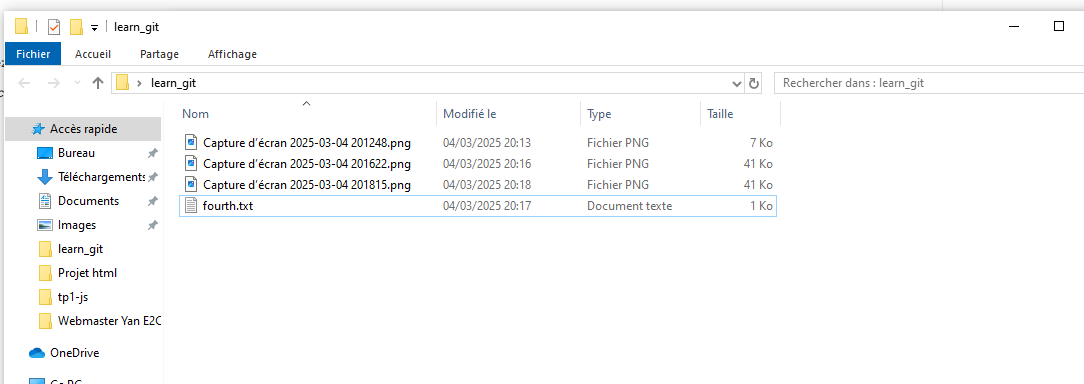 learn_git
Fichier Accueil Partage Affichage
learn_git Rechercher dans : learn_git
Nom Modifié le Type Taille
Accès rapide
Bureau
Téléchargements
Documents
Images
learn_git
Projet html
tp1-js
Webmaster Yan E2C
OneDrive
Ce PC
Capture d'écran 2025-03-04 201248.png 04/03/2025 20:13 Fichier PNG 7 Ko
Capture d'écran 2025-03-04 201622.png 04/03/2025 20:16 Fichier PNG 41 Ko
Capture d'écran 2025-03-04 201815.png 04/03/2025 20:18 Fichier PNG 41 Ko
fourth.txt 04/03/2025 20:17 Document texte 1 Ko